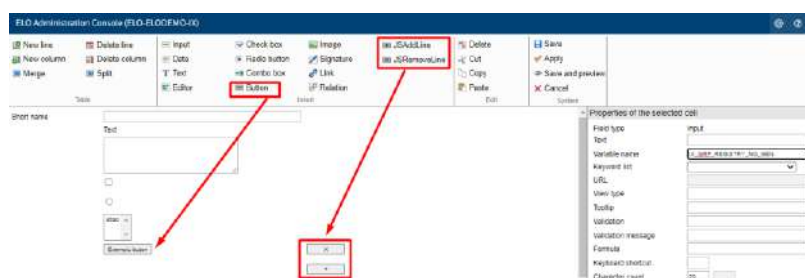 ELO Administration Console (ELO-ELODEMO-IX)
New line Delete line Input Check box Image JSAddLine Delete Save
New column Delete column Date Radio button Signature JSRemoveLine Cut Apply
Merge Split Text Combo box Link Copy Save and preview
Editor Button Relation Paste Cancel
Table Insert Edit System
Short name
Text
Properties of the selected cell
Field type Input
Text
Variable name
Keyword list
URL
View type
Tooltip
Validation
Validation message
Formula
Keyboard shortcut
Character count